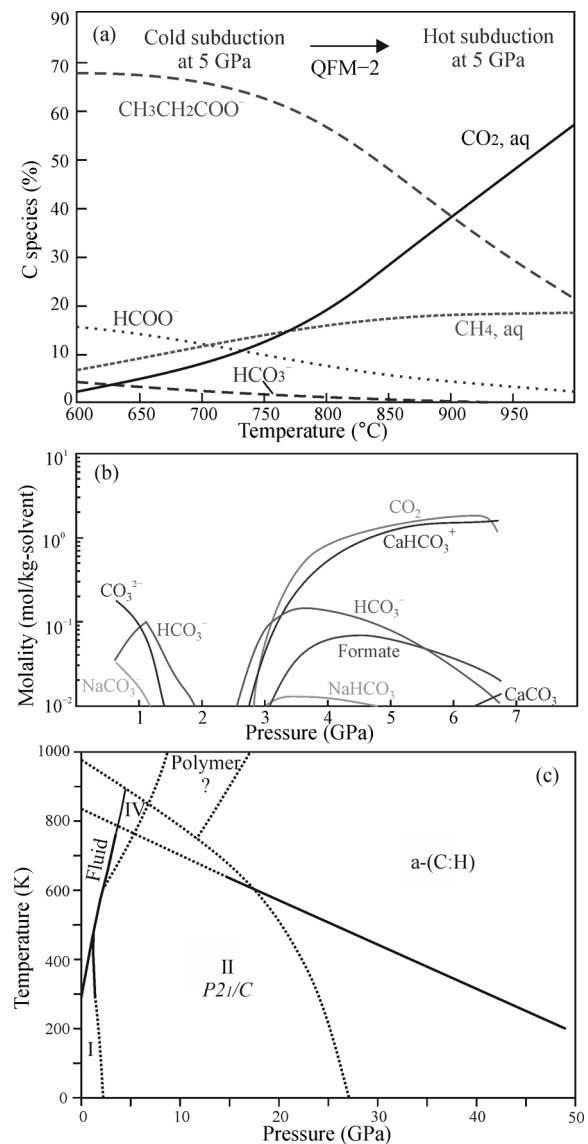 90
(a)
Cold subduction
at 5 GPa
QFM−2
Hot subduction
at 5 GPa
80
70
CH3CH2COO⁻
CO2, aq
60
50
C species (%)
40
30
20
HCOO⁻
CH4, aq
10
HCO3⁻
0
600 650 700 750 800 850 900 950
Temperature (°C)
(b)
10¹
CO₂
10⁰
CaHCO₃⁺
CO₃²⁻
HCO₃⁻
HCO₃⁻
10⁻¹
Formate
NaCO₃⁻
NaHCO₃
CaCO₃
10⁻²
Molality (mol/kg-solvent)
1 2 3 4 5 6 7
Pressure (GPa)
1000
Polymer
?
(c)
IV
800
Fluid
a-(C:H)
600
Temperature (K)
400
II
P21/C
200
I
0
0 10 20 30 40 50
Pressure (GPa)